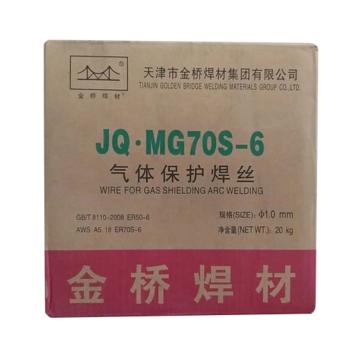 金桥焊材
天津市金桥焊材集团有限公司
TIANJIN GOLDEN BRIDGE WELDING MATERIALS GROUP CO.,LTD.
JQ·MG70S-6
气体保护焊丝
WIRE FOR GAS SHIELDING ARC WELDING
GB/T 8110-2008 ER50-6
规格(SIZE): Φ1.0 mm
AWS A5.18 ER70S-6
净含量(NET WT.): 20 kg
金桥焊材